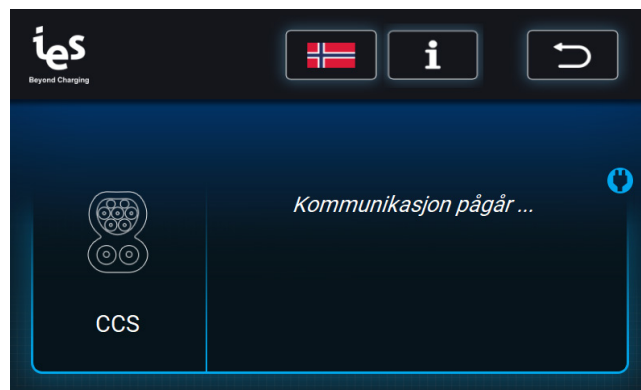 ies
Beyond Charging
i
Kommunikasjon pågår ...
CCS